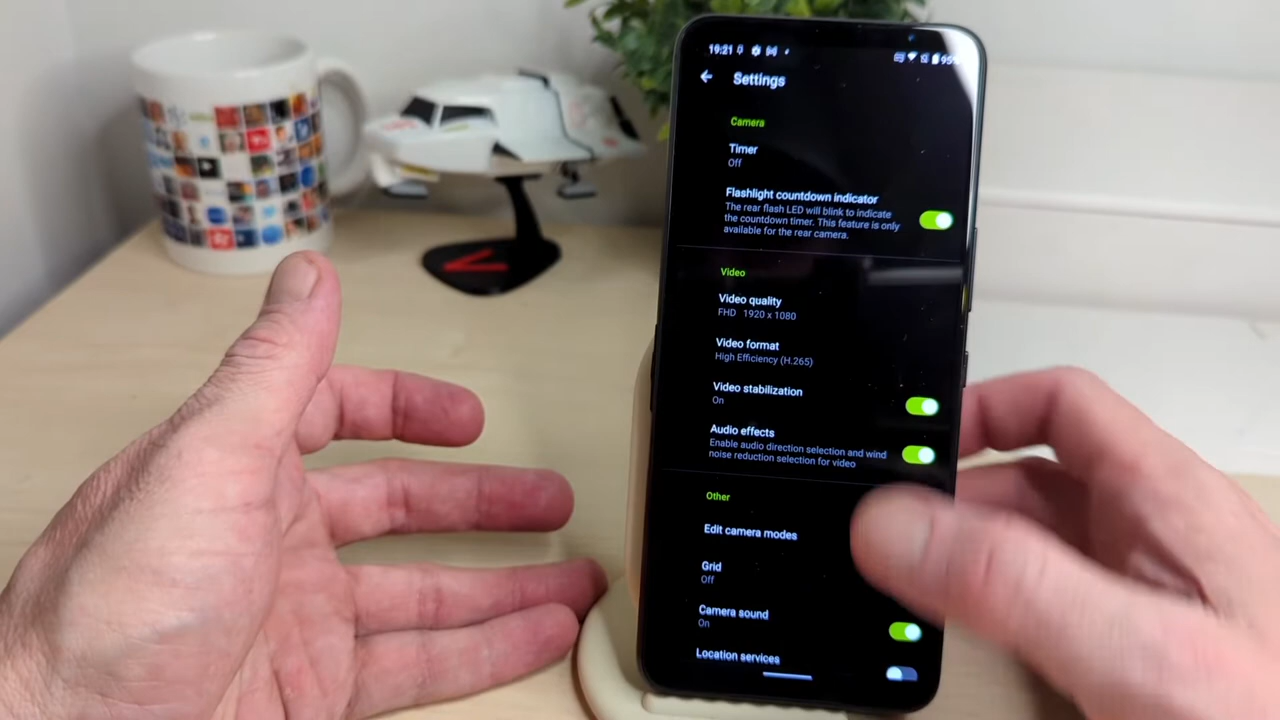 19:21
95%
Settings
Camera
Timer
Off
Flashlight countdown indicator
The rear flash LED will blink to indicate
the countdown timer. This feature is only
available for the rear camera.
Video
Video quality
FHD 1920 x 1080
Video format
High Efficiency (H.265)
Video stabilization
On
Audio effects
Enable audio direction selection and wind
noise reduction selection for video
Other
Edit camera modes
Grid
Off
Camera sound
On
Location services